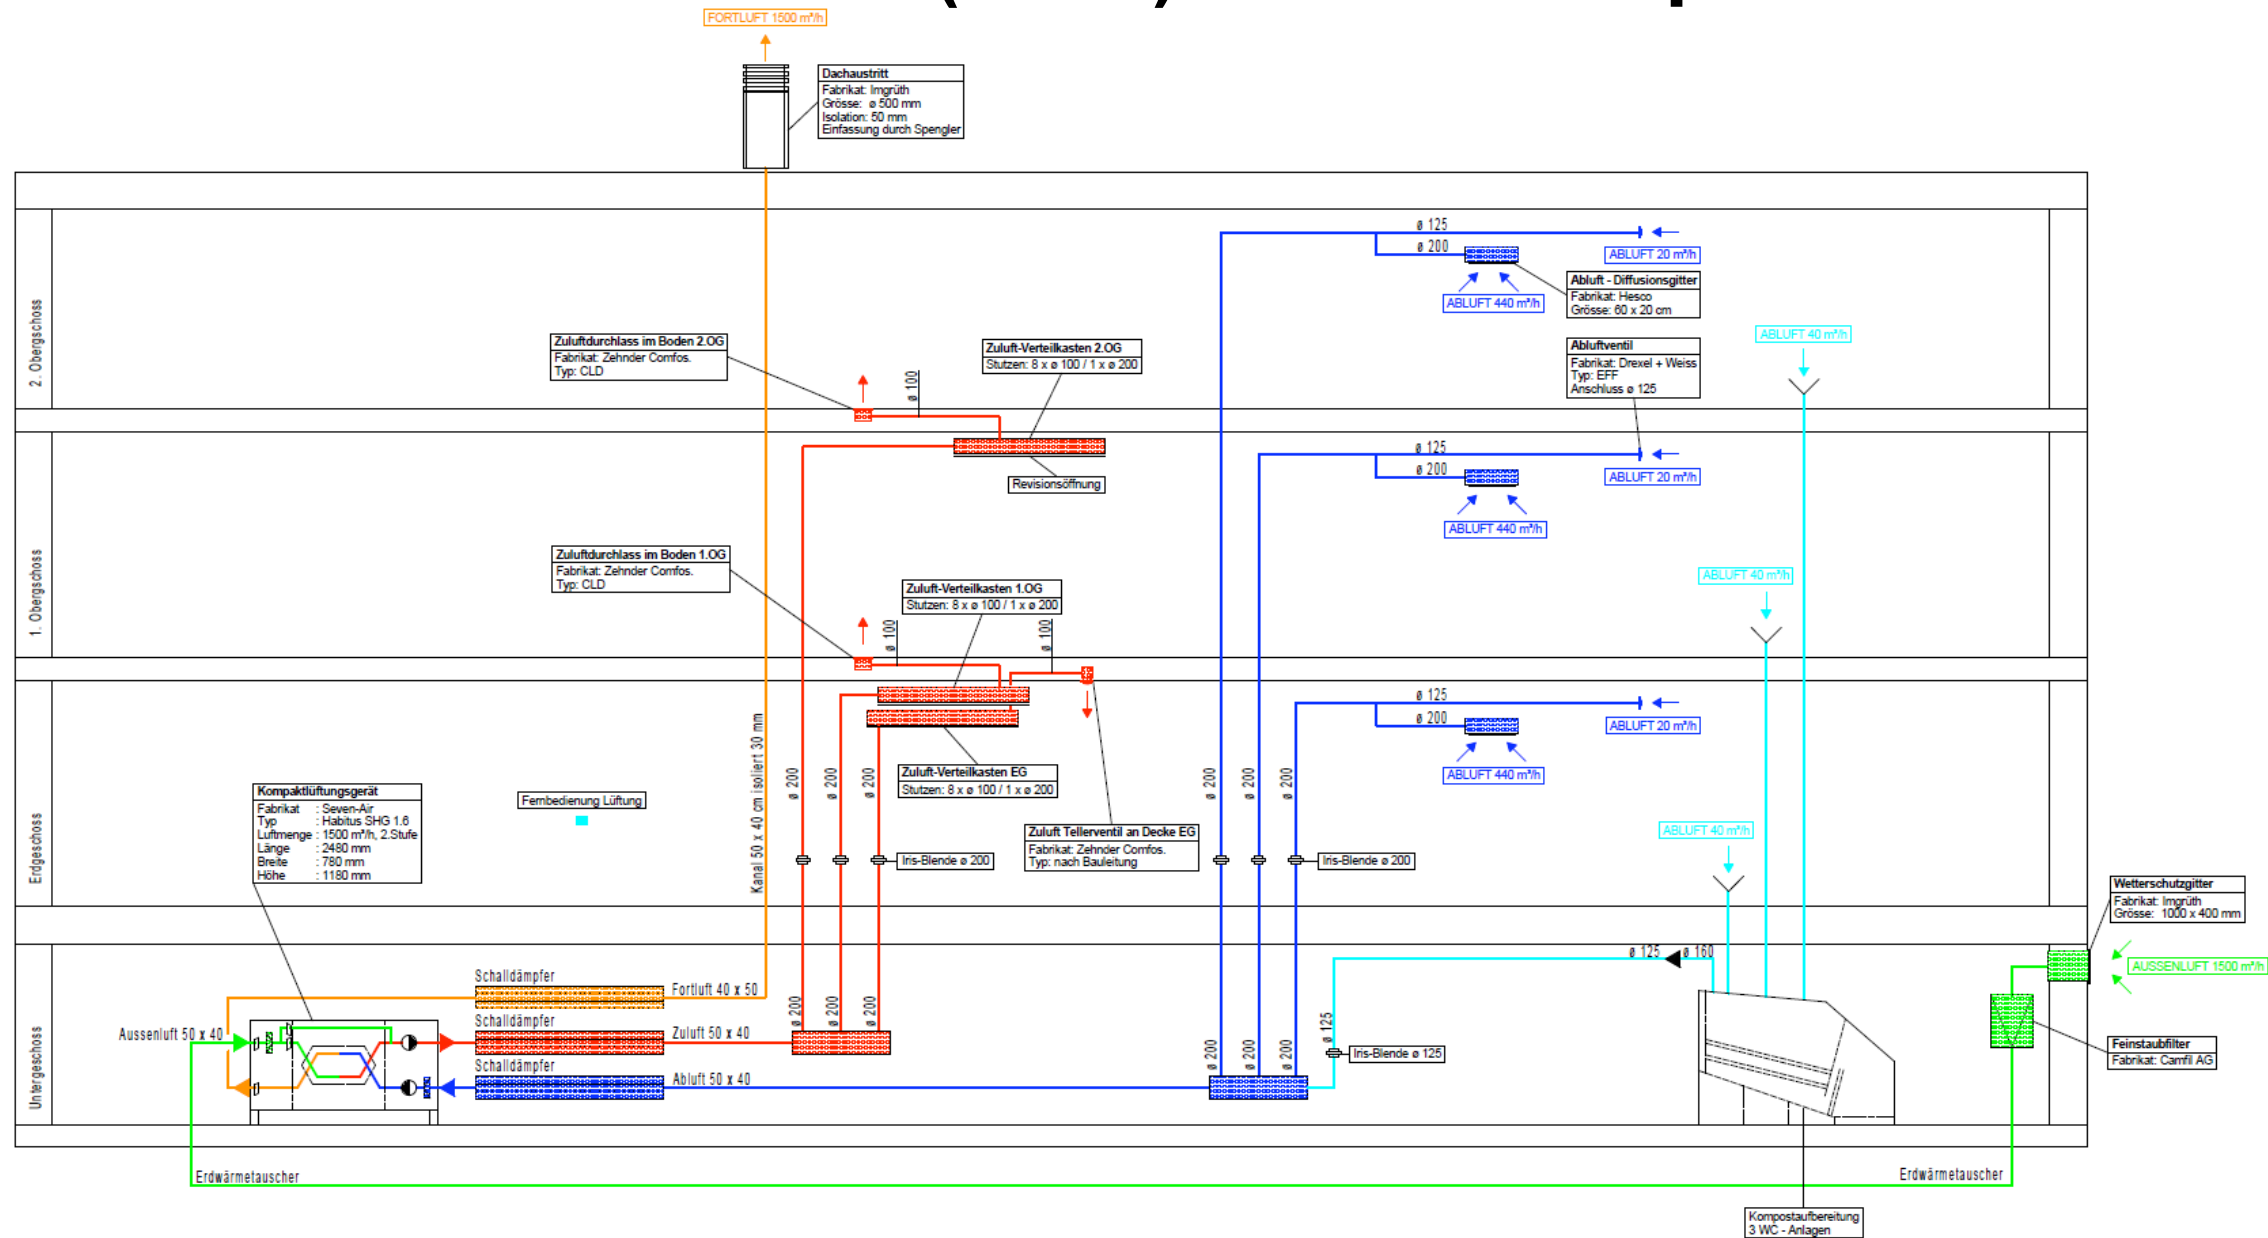 FORTLUFT 1500 m³/h
Dachaustritt
Fabrikat: Imgrüth
Grösse: ø 500 mm
Isolation: 50 mm
Einfassung durch Spengler
2. Obergschoss
ø 125
ø 200
ABLUFT 20 m³/h
ABLUFT 440 m³/h
Abluft - Diffusionsgitter
Fabrikat: Hesco
Grösse: 60 x 20 cm
ABLUFT 40 m³/h
Zuluftdurchlass im Boden 2.OG
Fabrikat: Zehnder Comfos.
Typ: CLD
Zuluft-Verteilkasten 2.OG
Stutzen: 8 x ø 100 / 1 x ø 200
Abluftventil
Fabrikat: Drexel + Weiss
Typ: EFF
Anschluss ø 125
ø 100
1. Obergschoss
ø 125
ø 200
ABLUFT 20 m³/h
Revisionsöffnung
ABLUFT 440 m³/h
Zuluftdurchlass im Boden 1.OG
Fabrikat: Zehnder Comfos.
Typ: CLD
Zuluft-Verteilkasten 1.OG
Stutzen: 8 x ø 100 / 1 x ø 200
ABLUFT 40 m³/h
ø 100
ø 100
Erdgeschoss
ø 125
ø 200
ABLUFT 20 m³/h
Kanal 50 x 40 cm isoliert 30 mm
ø 200
ø 200
ø 200
Zuluft-Verteilkasten EG
Stutzen: 8 x ø 100 / 1 x ø 200
ø 200
ø 200
ø 200
ABLUFT 440 m³/h
Kompaktlüftungsgerät
Fabrikat : Seven-Air
Typ : Habitus SHG 1.6
Luftmenge : 1500 m³/h, 2.Stufe
Länge : 2480 mm
Breite : 780 mm
Höhe : 1180 mm
Fernbedienung Lüftung
Zuluft Tellerventil an Decke EG
Fabrikat: Zehnder Comfos.
Typ: nach Bauleitung
ABLUFT 40 m³/h
Iris-Blende ø 200
Iris-Blende ø 200
Wetterschutzgitter
Fabrikat: Imgrüth
Grösse: 1000 x 400 mm
Untergeschoss
ø 125
ø 160
AUSSENLUFT 1500 m³/h
Schalldämpfer
Fortluft 40 x 50
Schalldämpfer
Aussenluft 50 x 40
Zuluft 50 x 40
ø 200
ø 200
ø 200
Schalldämpfer
Abluft 50 x 40
ø 200
ø 200
ø 200
ø 125
Iris-Blende ø 125
Feinstaubfilter
Fabrikat: Camfil AG
Erdwärmetauscher
Erdwärmetauscher
Kompostaufbereitung
3 WC - Anlagen